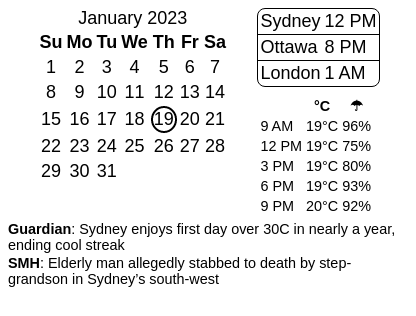 January 2023
Su Mo Tu We Th Fr Sa
1 2 3 4 5 6 7
8 9 10 11 12 13 14
15 16 17 18 19 20 21
22 23 24 25 26 27 28
29 30 31
Sydney 12 PM
Ottawa 8 PM
London 1 AM
°C ☂
9 AM 19°C 96%
12 PM 19°C 75%
3 PM 19°C 80%
6 PM 19°C 93%
9 PM 20°C 92%
Guardian: Sydney enjoys first day over 30C in nearly a year,
ending cool streak
SMH: Elderly man allegedly stabbed to death by step-
grandson in Sydney’s south-west